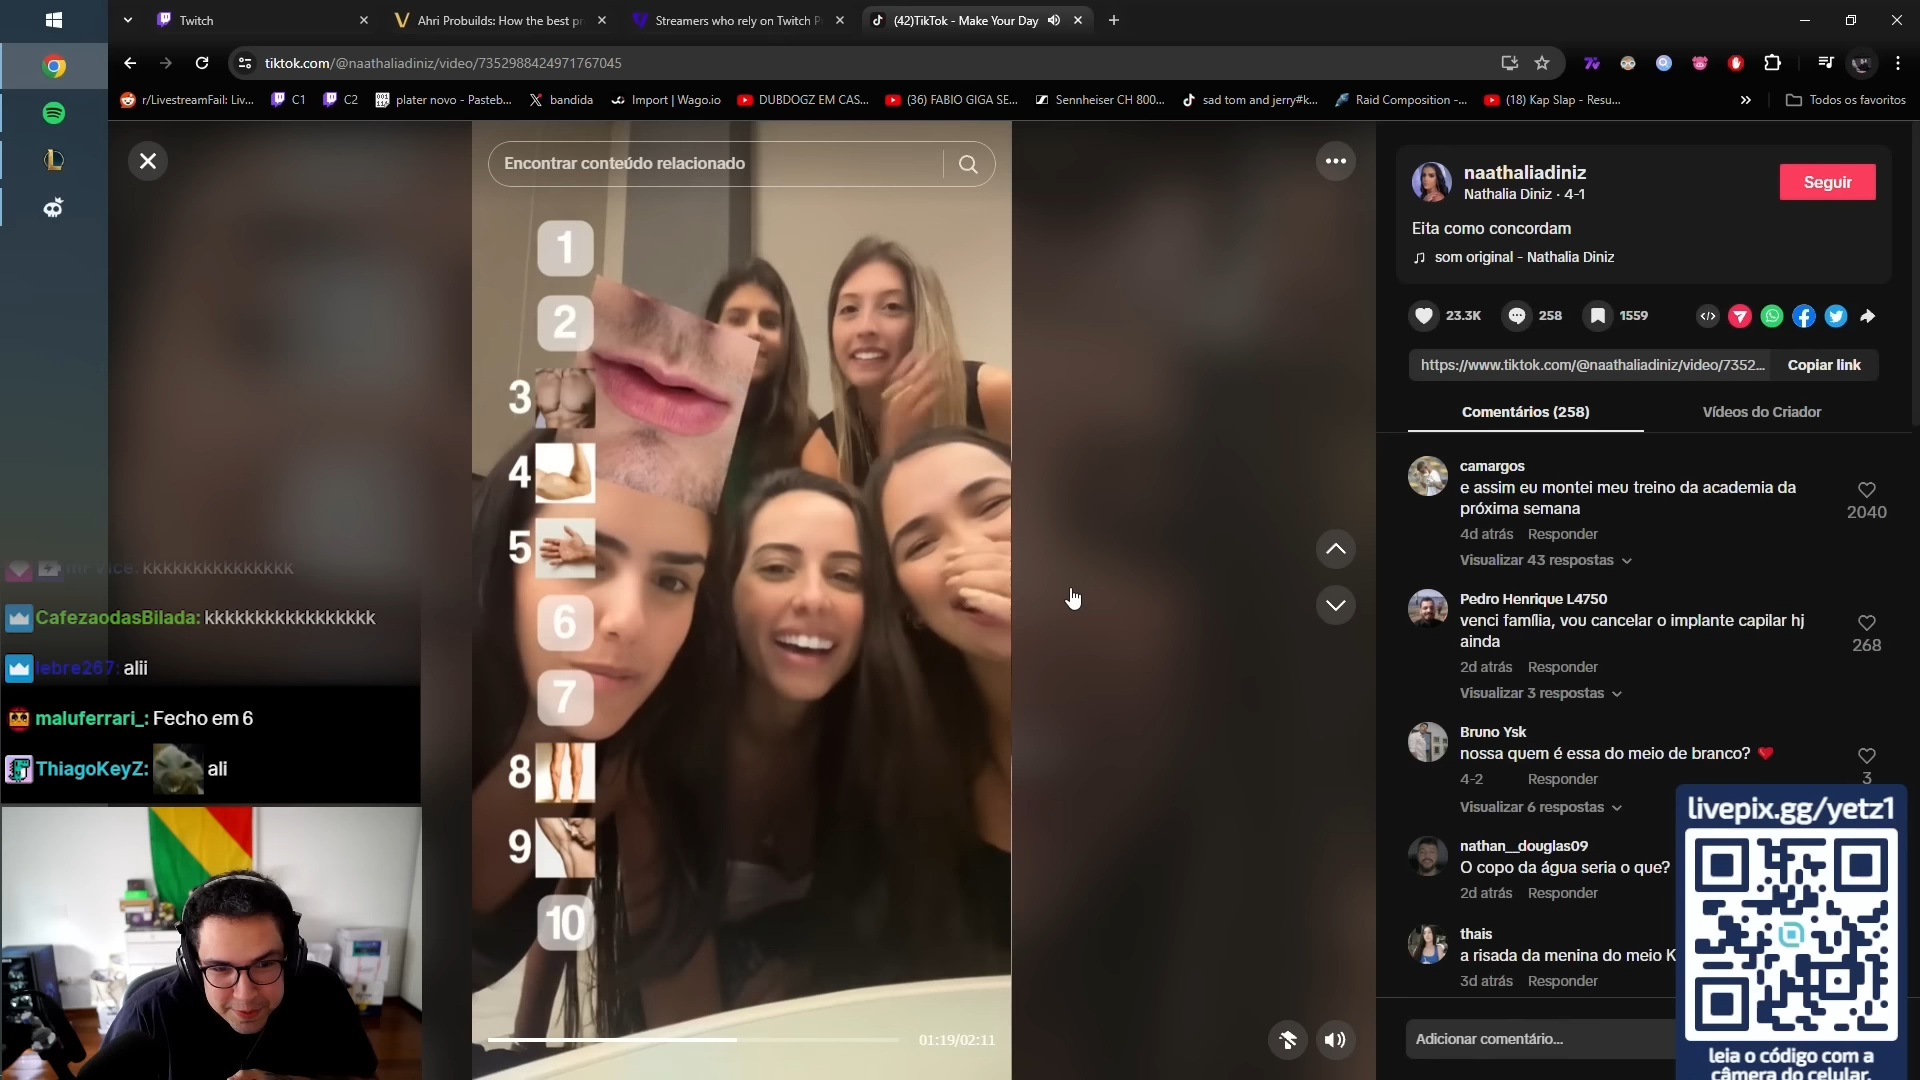 Twitch
Ahri Probuilds: How the best pr
Streamers who rely on Twitch P
(42)TikTok - Make Your Day
tiktok.com/@naathaliadiniz/video/7352988424971767045
r/LivestreamFail: Liv...
C1
C2
plater novo - Pasteb...
bandida
Import | Wago.io
DUBDOGZ EM CAS...
(36) FABIO GIGA SE...
Sennheiser CH 800...
sad tom and jerry#k...
Raid Composition -...
(18) Kap Slap - Resu...
Todos os favoritos
Encontrar conteúdo relacionado
1
2
3
4
5
6
7
8
9
10
01:19/02:11
kkkkkkkkkkkkkkk
CafezaodasBilada: kkkkkkkkkkkkkkkkk
lebre267: alii
maluferrari_: Fecho em 6
ThiagoKeyZ: ali
naathaliadiniz
Nathalia Diniz · 4-1
Seguir
Eita como concordam
som original - Nathalia Diniz
23.3K
258
1559
https://www.tiktok.com/@naathaliadiniz/video/7352...
Copiar link
Comentários (258)
Vídeos do Criador
camargos
e assim eu montei meu treino da academia da
próxima semana
2040
4d atrás Responder
Visualizar 43 respostas
Pedro Henrique L4750
venci família, vou cancelar o implante capilar hj
ainda
268
2d atrás Responder
Visualizar 3 respostas
Bruno Ysk
nossa quem é essa do meio de branco?
3
4-2 Responder
Visualizar 6 respostas
nathan__douglas09
O copo da água seria o que?
2d atrás Responder
thais
a risada da menina do meio K
3d atrás Responder
Adicionar comentário...
livepix.gg/yetz1
leia o código com a
câmera do celular.